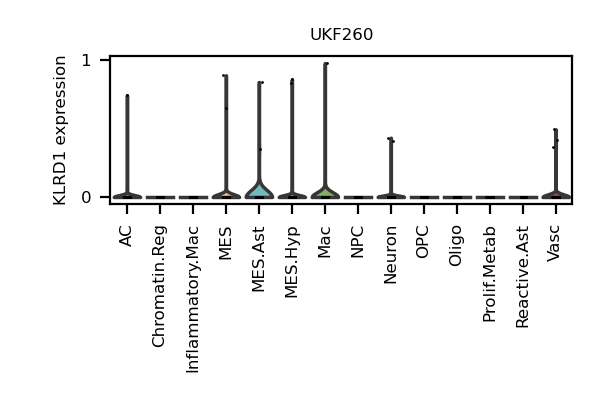 UKF260
KLRD1 expression
1
0
AC
Chromatin.Reg
Inflammatory.Mac
MES
MES.Ast
MES.Hyp
Mac
NPC
Neuron
OPC
Oligo
Prolif.Metab
Reactive.Ast
Vasc